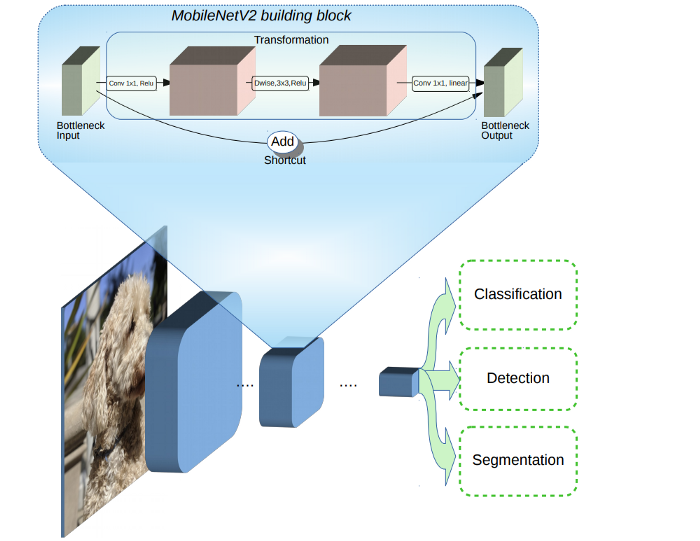 MobileNetV2 building block
Transformation
Conv 1x1, Relu
Dwise,3x3,Relu
Conv 1x1, linear
Bottleneck
Input
Bottleneck
Output
Add
Shortcut
....
....
Classification
Detection
Segmentation